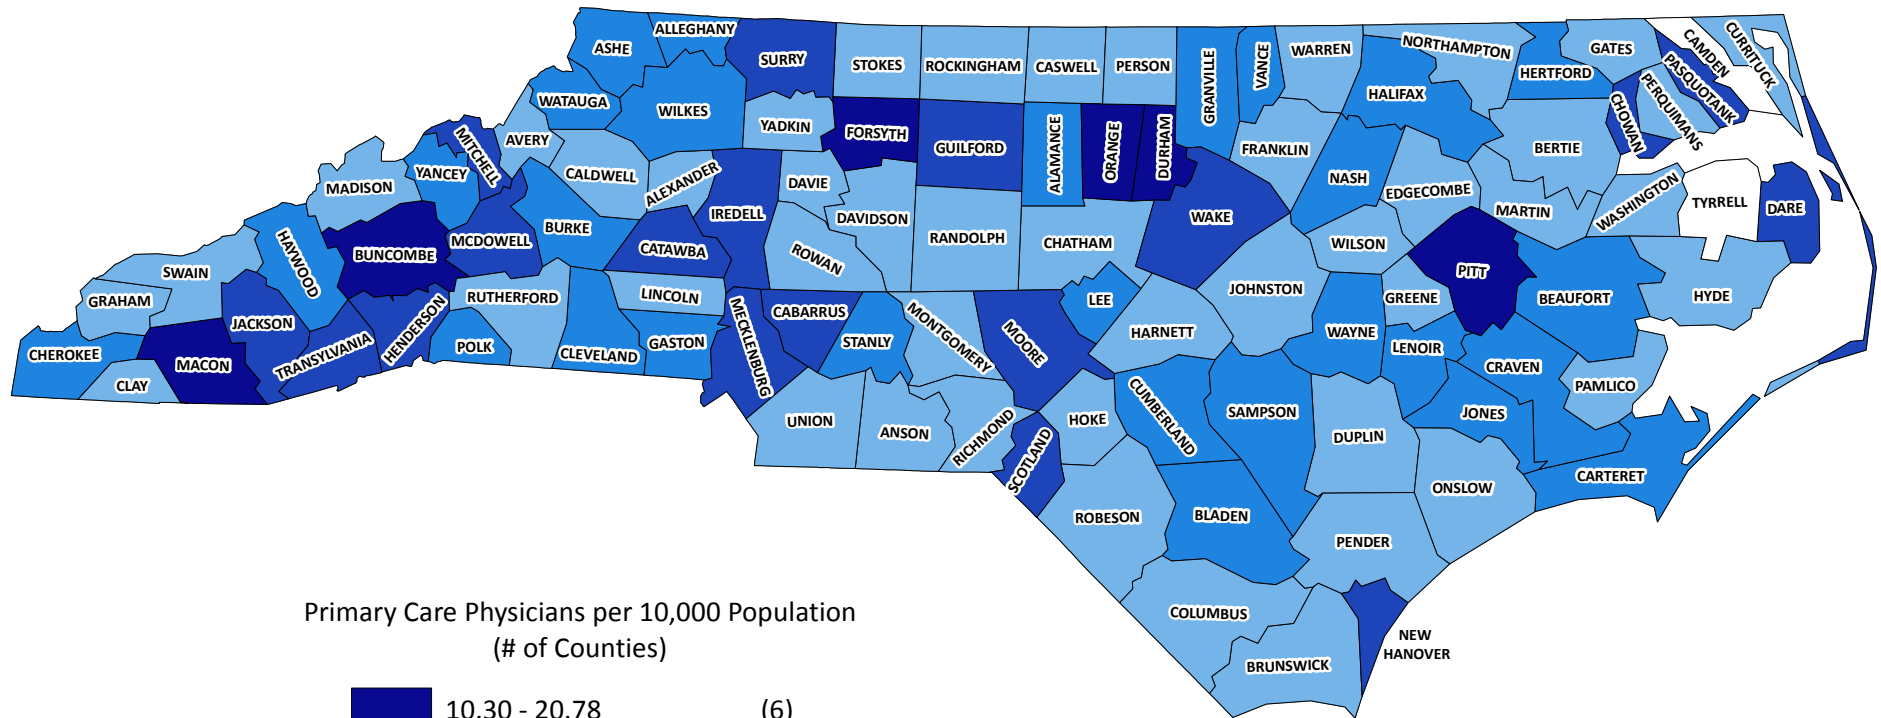 ALLEGHANY
ASHE
SURRY
STOKES
ROCKINGHAM
CASWELL
PERSON
GRANVILLE
VANCE
WARREN
NORTHAMPTON
HERTFORD
GATES
CAMDEN
CURRITUCK
PASQUOTANK
PERQUIMANS
CHOWAN
WATAUGA
WILKES
YADKIN
FORSYTH
GUILFORD
ALAMANCE
ORANGE
DURHAM
FRANKLIN
HALIFAX
BERTIE
MITCHELL
AVERY
YANCEY
MADISON
CALDWELL
ALEXANDER
DAVIE
IREDELL
DAVIDSON
RANDOLPH
CHATHAM
WAKE
NASH
EDGECOMBE
MARTIN
WASHINGTON
TYRRELL
DARE
HAYWOOD
BUNCOMBE
MCDOWELL
BURKE
CATAWBA
ROWAN
WILSON
PITT
SWAIN
GRAHAM
JACKSON
HENDERSON
RUTHERFORD
LINCOLN
MECKLENBURG
CABARRUS
MONTGOMERY
MOORE
LEE
HARNETT
JOHNSTON
GREENE
BEAUFORT
HYDE
CHEROKEE
CLAY
MACON
TRANSYLVANIA
POLK
CLEVELAND
GASTON
STANLY
WAYNE
LENOIR
CRAVEN
PAMLICO
UNION
ANSON
RICHMOND
SCOTLAND
HOKE
CUMBERLAND
SAMPSON
DUPLIN
JONES
CARTERET
ONSLOW
ROBESON
BLADEN
PENDER
COLUMBUS
BRUNSWICK
NEW
HANOVER
Primary Care Physicians per 10,000 Population
(# of Counties)
10.30 - 20.78 (6)